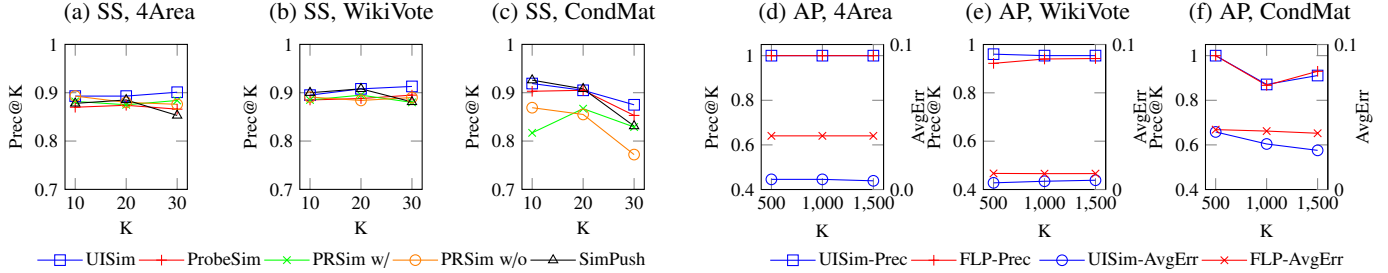 (a) SS, 4Area
(b) SS, WikiVote
(c) SS, CondMat
(d) AP, 4Area
(e) AP, WikiVote
(f) AP, CondMat
1
0.9
0.8
0.7
Prec@K
10 20 30
K
1
0.9
0.8
0.7
Prec@K
10 20 30
K
1
0.9
0.8
0.7
Prec@K
10 20 30
K
1
0.8
0.6
0.4
Prec@K
0.1
0.0
AvgErr
500 1,000 1,500
K
1
0.8
0.6
0.4
Prec@K
0.1
0
AvgErr
500 1,000 1,500
K
1
0.8
0.6
0.4
Prec@K
0.1
0
AvgErr
500 1,000 1,500
K
UISim ProbeSim PRSim w/ PRSim w/o SimPush
UISim-Prec FLP-Prec UISim-AvgErr FLP-AvgErr